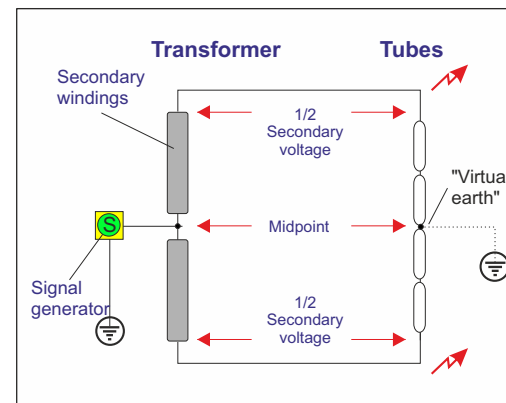 Transformer
Tubes
Secondary
windings
1/2
Secondary
voltage
"Virtua
earth"
S
Midpoint
Signal
generator
1/2
Secondary
voltage